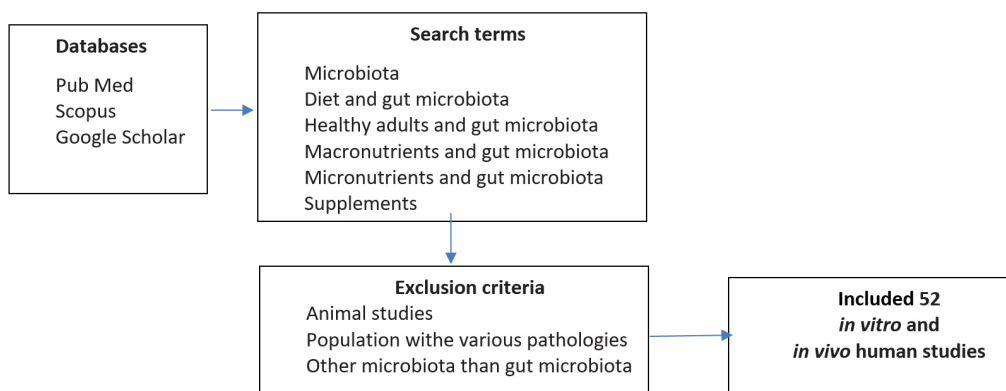 Databases
Pub Med
Scopus
Google Scholar
Search terms
Microbiota
Diet and gut microbiota
Healthy adults and gut microbiota
Macronutrients and gut microbiota
Micronutrients and gut microbiota
Supplements
Exclusion criteria
Animal studies
Population withe various pathologies
Other microbiota than gut microbiota
Included 52
in vitro and
in vivo human studies